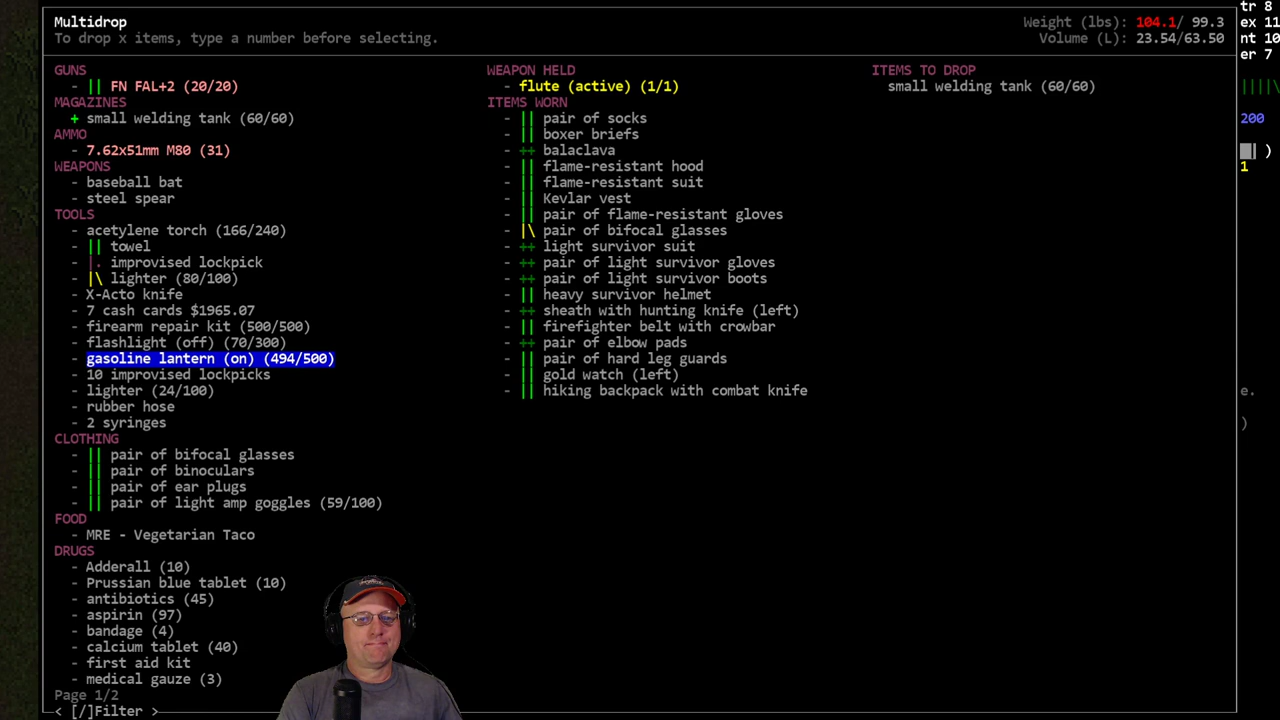 Multidrop
Weight (lbs): 104.1/ 99.3
To drop x items, type a number before selecting.
Volume (L): 23.54/63.50
GUNS
- || FN FAL+2 (20/20)
MAGAZINES
+ small welding tank (60/60)
AMMO
- 7.62x51mm M80 (31)
WEAPONS
- baseball bat
- steel spear
TOOLS
- acetylene torch (166/240)
- || towel
- |. improvised lockpick
- |\ lighter (80/100)
- X-Acto knife
- 7 cash cards $1965.07
- firearm repair kit (500/500)
- flashlight (off) (70/300)
- gasoline lantern (on) (494/500)
- 10 improvised lockpicks
- lighter (24/100)
- rubber hose
- 2 syringes
CLOTHING
- || pair of bifocal glasses
- || pair of binoculars
- || pair of ear plugs
- || pair of light amp goggles (59/100)
FOOD
- MRE - Vegetarian Taco
DRUGS
- Adderall (10)
- Prussian blue tablet (10)
- antibiotics (45)
- aspirin (97)
- bandage (4)
- calcium tablet (40)
- first aid kit
- medical gauze (3)
Page 1/2
< [/]Filter >
WEAPON HELD
- flute (active) (1/1)
ITEMS WORN
- || pair of socks
- || boxer briefs
- ++ balaclava
- || flame-resistant hood
- || flame-resistant suit
- || Kevlar vest
- || pair of flame-resistant gloves
- |\ pair of bifocal glasses
- ++ light survivor suit
- ++ pair of light survivor gloves
- ++ pair of light survivor boots
- || heavy survivor helmet
- ++ sheath with hunting knife (left)
- || firefighter belt with crowbar
- ++ pair of elbow pads
- || pair of hard leg guards
- || gold watch (left)
- || hiking backpack with combat knife
ITEMS TO DROP
small welding tank (60/60)
tr 8
ex 11
nt 10
er 7
||||\
200
)
1
e.
)